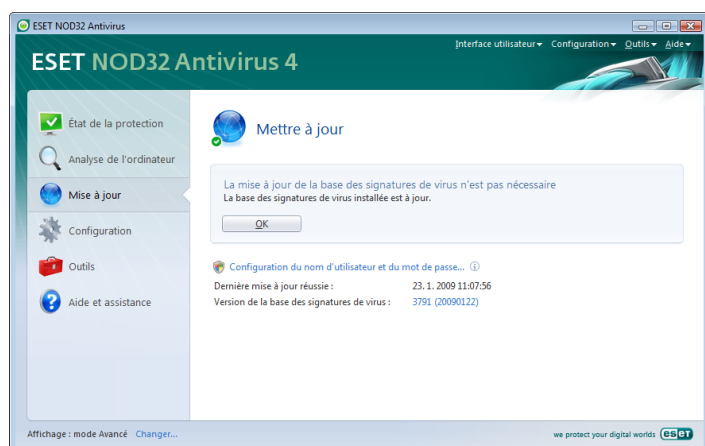 ESET NOD32 Antivirus
Interface utilisateur Configuration Outils Aide
ESET NOD32 Antivirus 4
État de la protection
Analyse de l'ordinateur
Mise à jour
Configuration
Outils
Aide et assistance
Mettre à jour
La mise à jour de la base des signatures de virus n'est pas nécessaire
La base des signatures de virus installée est à jour.
OK
Configuration du nom d'utilisateur et du mot de passe...
Dernière mise à jour réussie : 23. 1. 2009 11:07:56
Version de la base des signatures de virus : 3791 (20090122)
Affichage : mode Avancé Changer...
we protect your digital worlds eseT